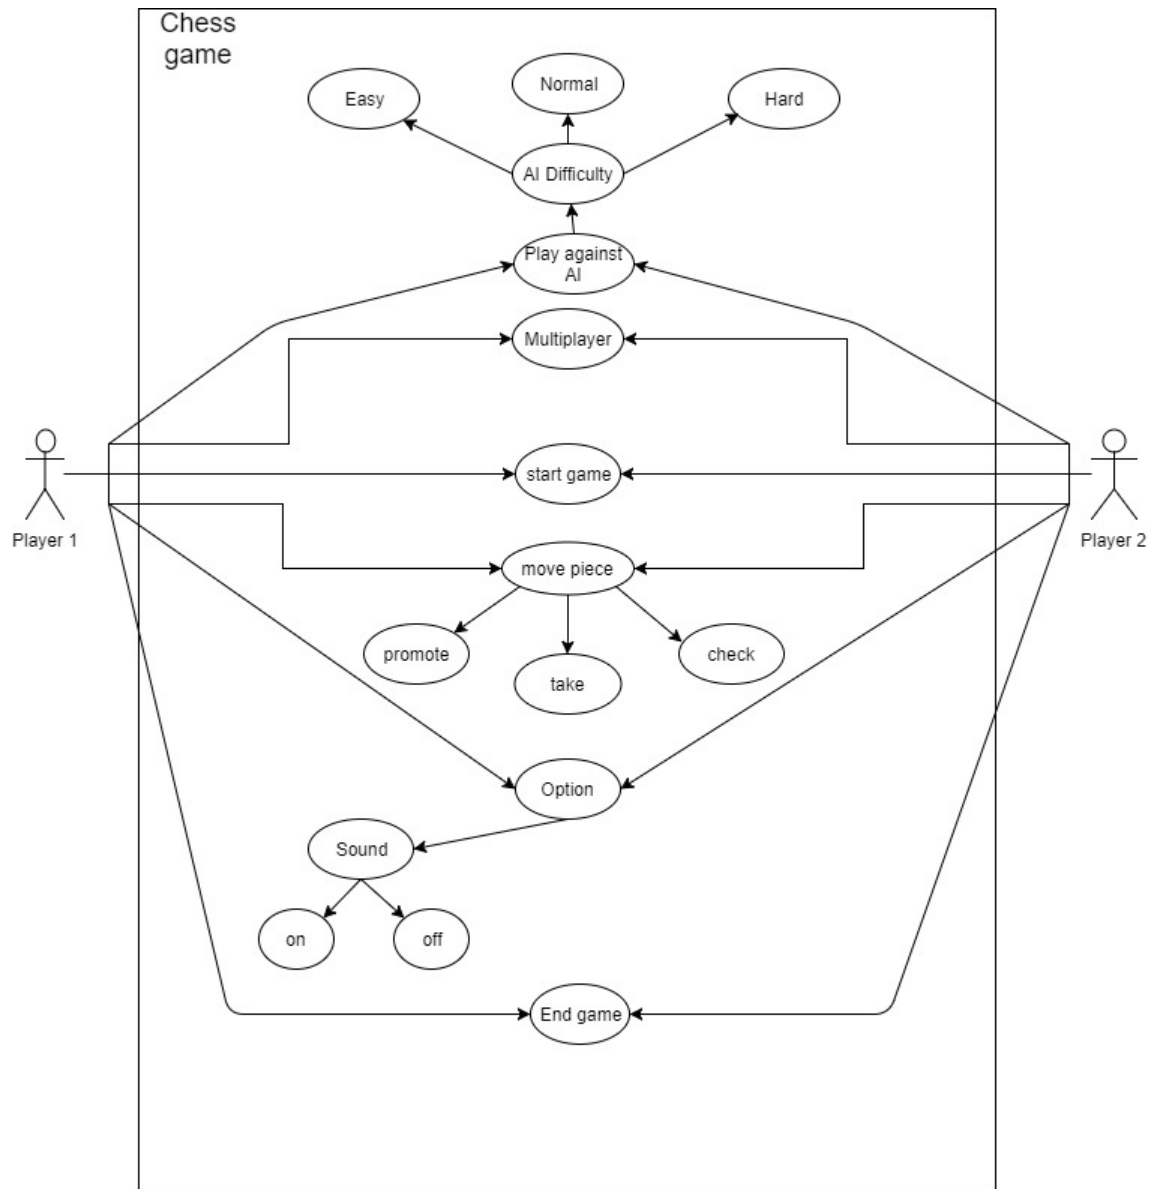 Chess
game
Normal
Easy
Hard
AI Difficulty
Play against
AI
Multiplayer
start game
Player 1
Player 2
move piece
promote
check
take
Option
Sound
on
off
End game